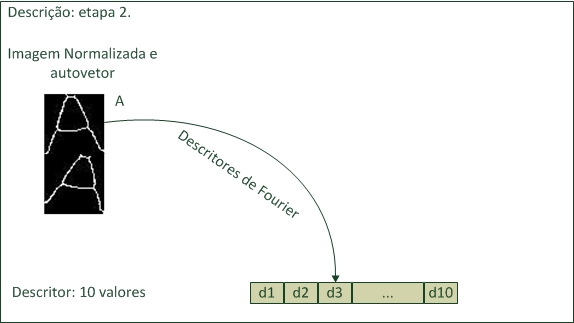 Descrição: etapa 2.
Imagem Normalizada e
autovetor
A
Descritores de Fourier
Descritor: 10 valores
d1 d2 d3 ... d10